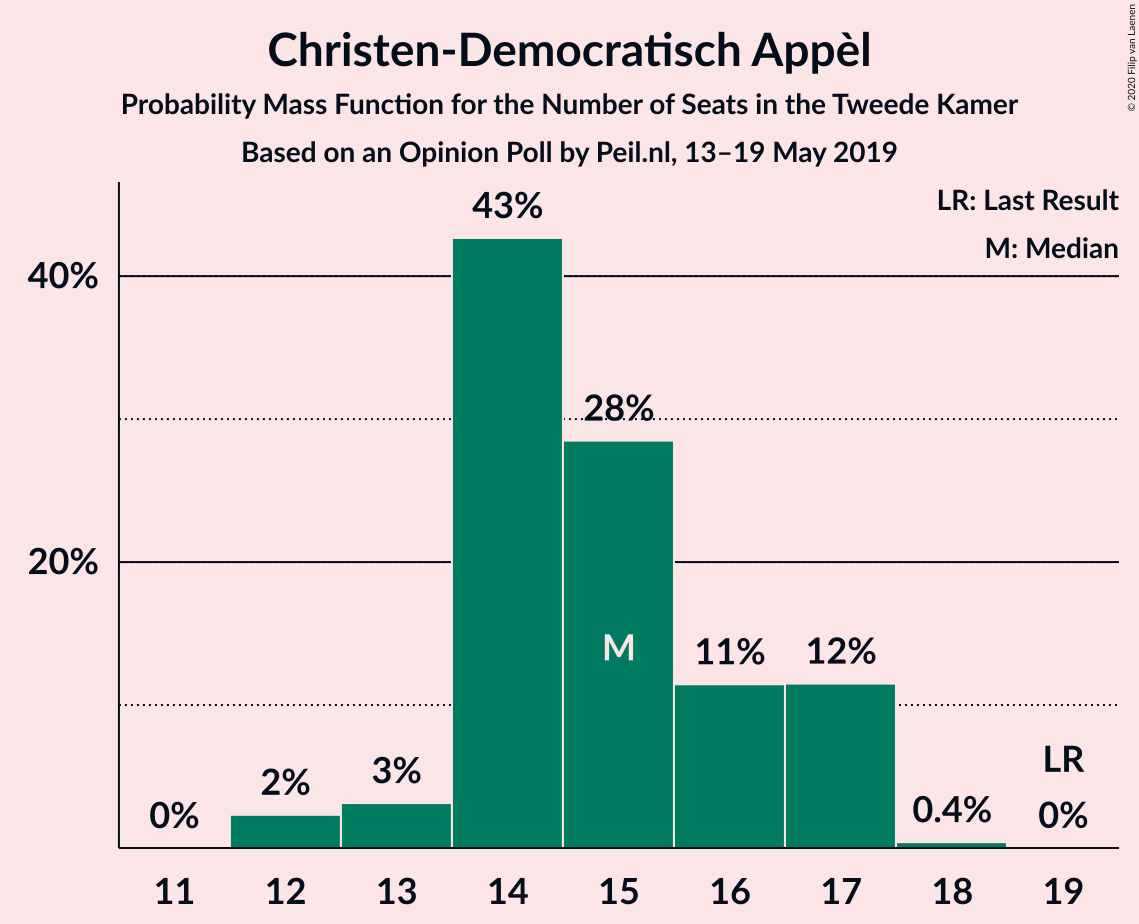 Christen-Democratisch Appèl
Probability Mass Function for the Number of Seats in the Tweede Kamer
Based on an Opinion Poll by Peil.nl, 13–19 May 2019
© 2020 Filip van Laenen
LR: Last Result
M: Median
43%
40%
28%
20%
M
11%
12%
LR
3%
2%
0%
0.4%
0%
11 12 13 14 15 16 17 18 19